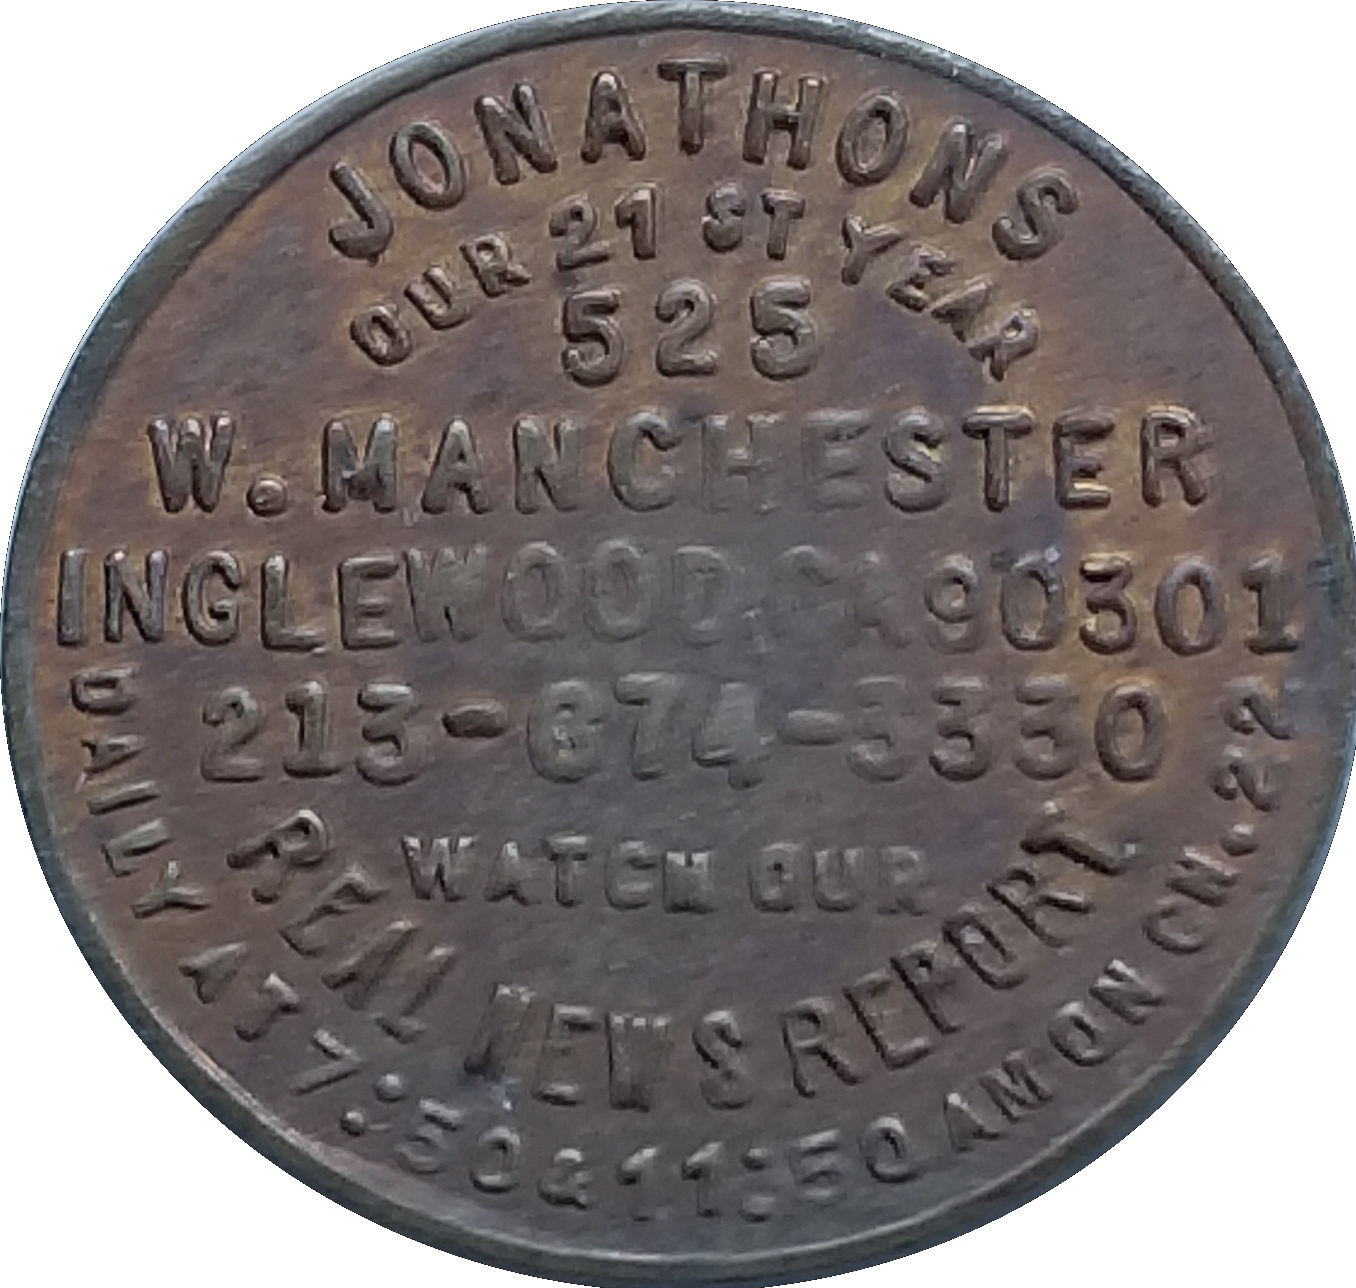 JONATHONS
OUR 21 ST YEAR
525
W. MANCHESTER
INGLEWOOD CA 90301
213-674-3330
WATCH OUR
REAL NEWS REPORT
DAILY AT 7:50 & 11:50 AM ON CH. 22